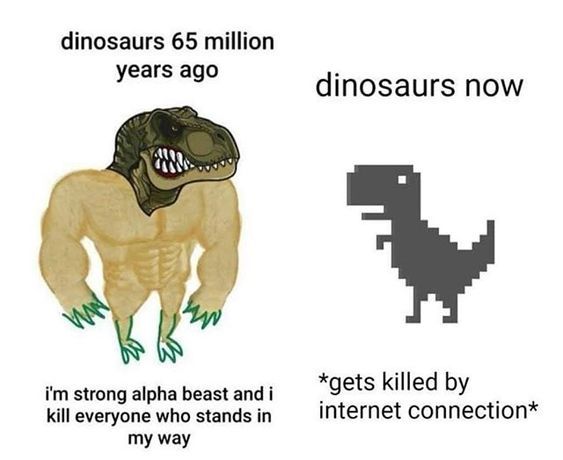 dinosaurs 65 million
years ago
i'm strong alpha beast and i
kill everyone who stands in
my way
dinosaurs now
*gets killed by
internet connection*